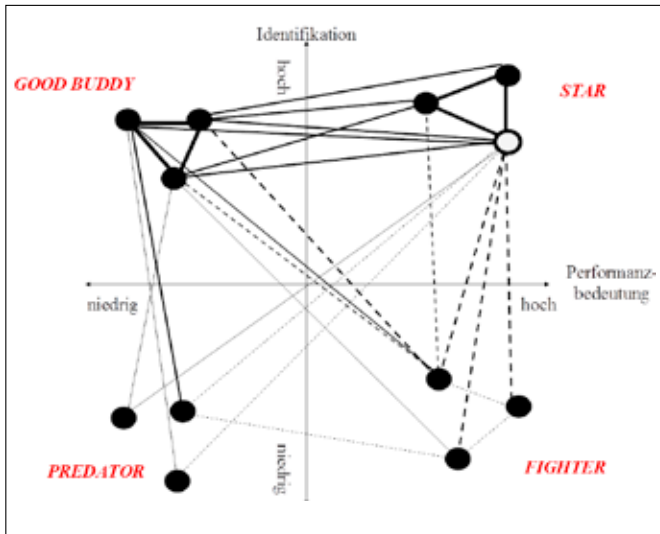 Identifikation
hoch
GOOD BUDDY
STAR
niedrig
hoch
Performanz-
bedeutung
niedrig
PREDATOR
FIGHTER